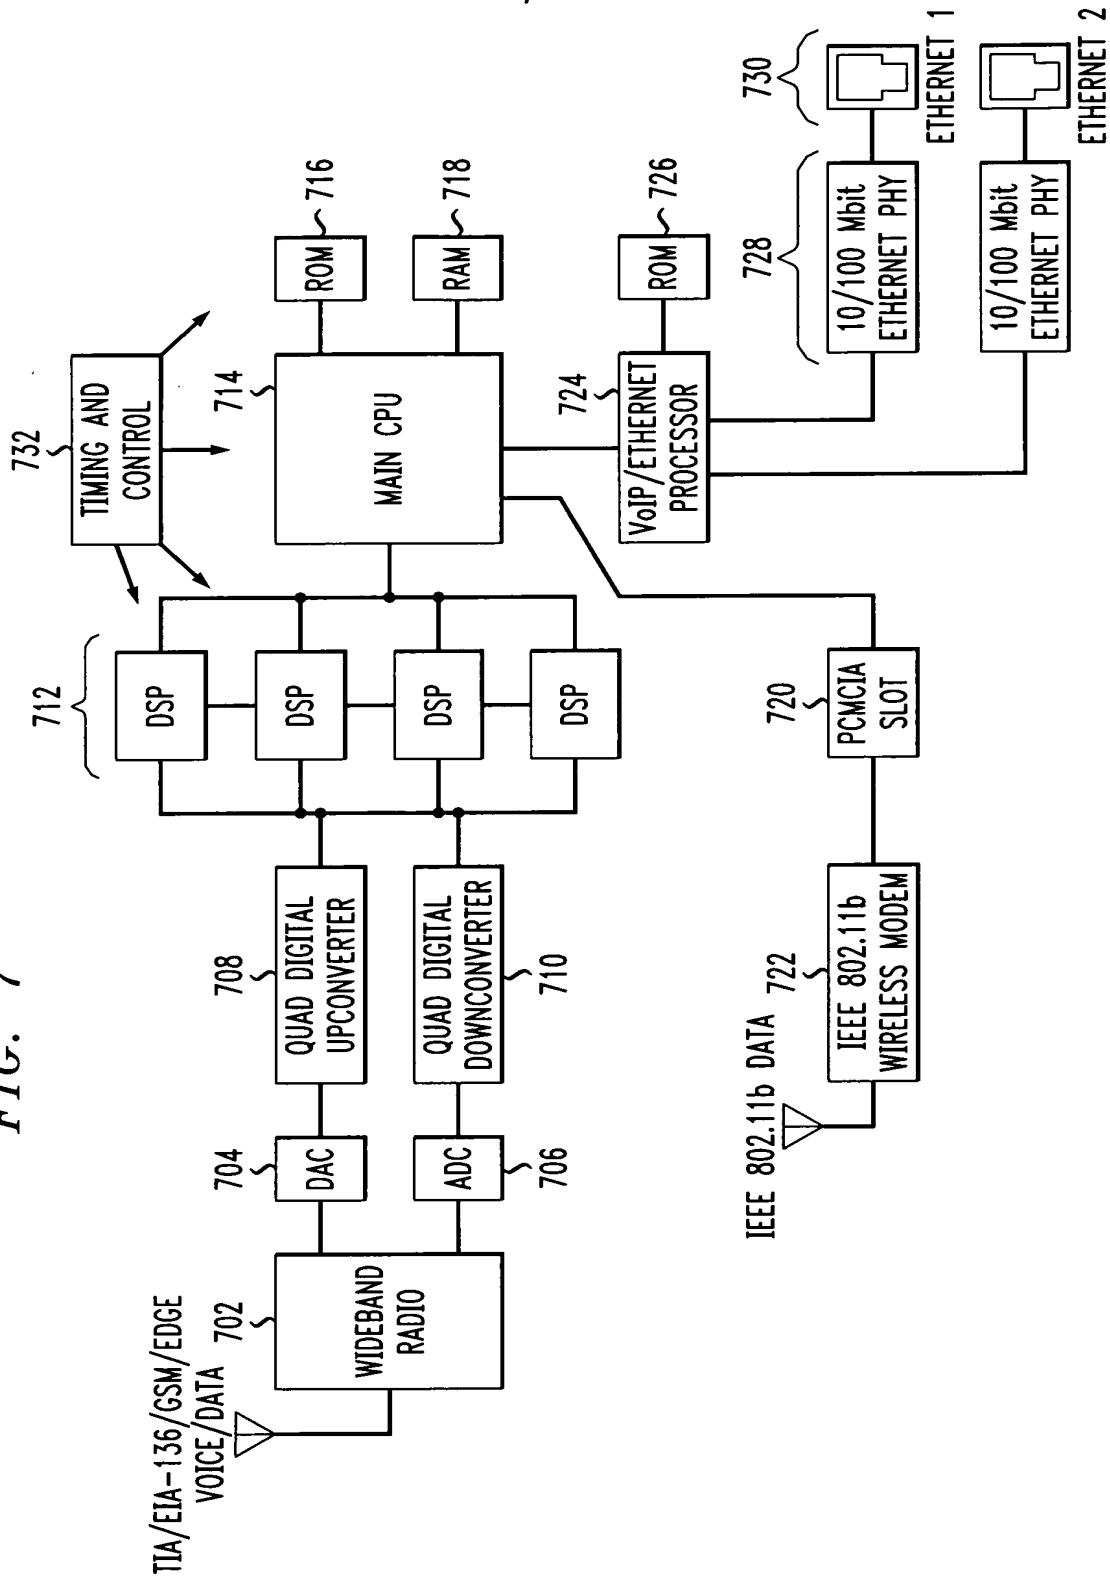 FIG. 7
TIA/EIA-136/GSM/EDGE
VOICE/DATA
702
WIDEBAND
RADIO
704
DAC
ADC
706
708
QUAD DIGITAL
UPCONVERTER
QUAD DIGITAL
DOWNCONVERTER
710
712
DSP
DSP
DSP
DSP
732
TIMING AND
CONTROL
714
MAIN CPU
ROM
716
RAM
718
724
VoIP/ETHERNET
PROCESSOR
ROM
726
728
10/100 Mbit
ETHERNET PHY
10/100 Mbit
ETHERNET PHY
730
ETHERNET 1
ETHERNET 2
720
PCMCIA
SLOT
IEEE 802.11b DATA
722
IEEE 802.11b
WIRELESS MODEM